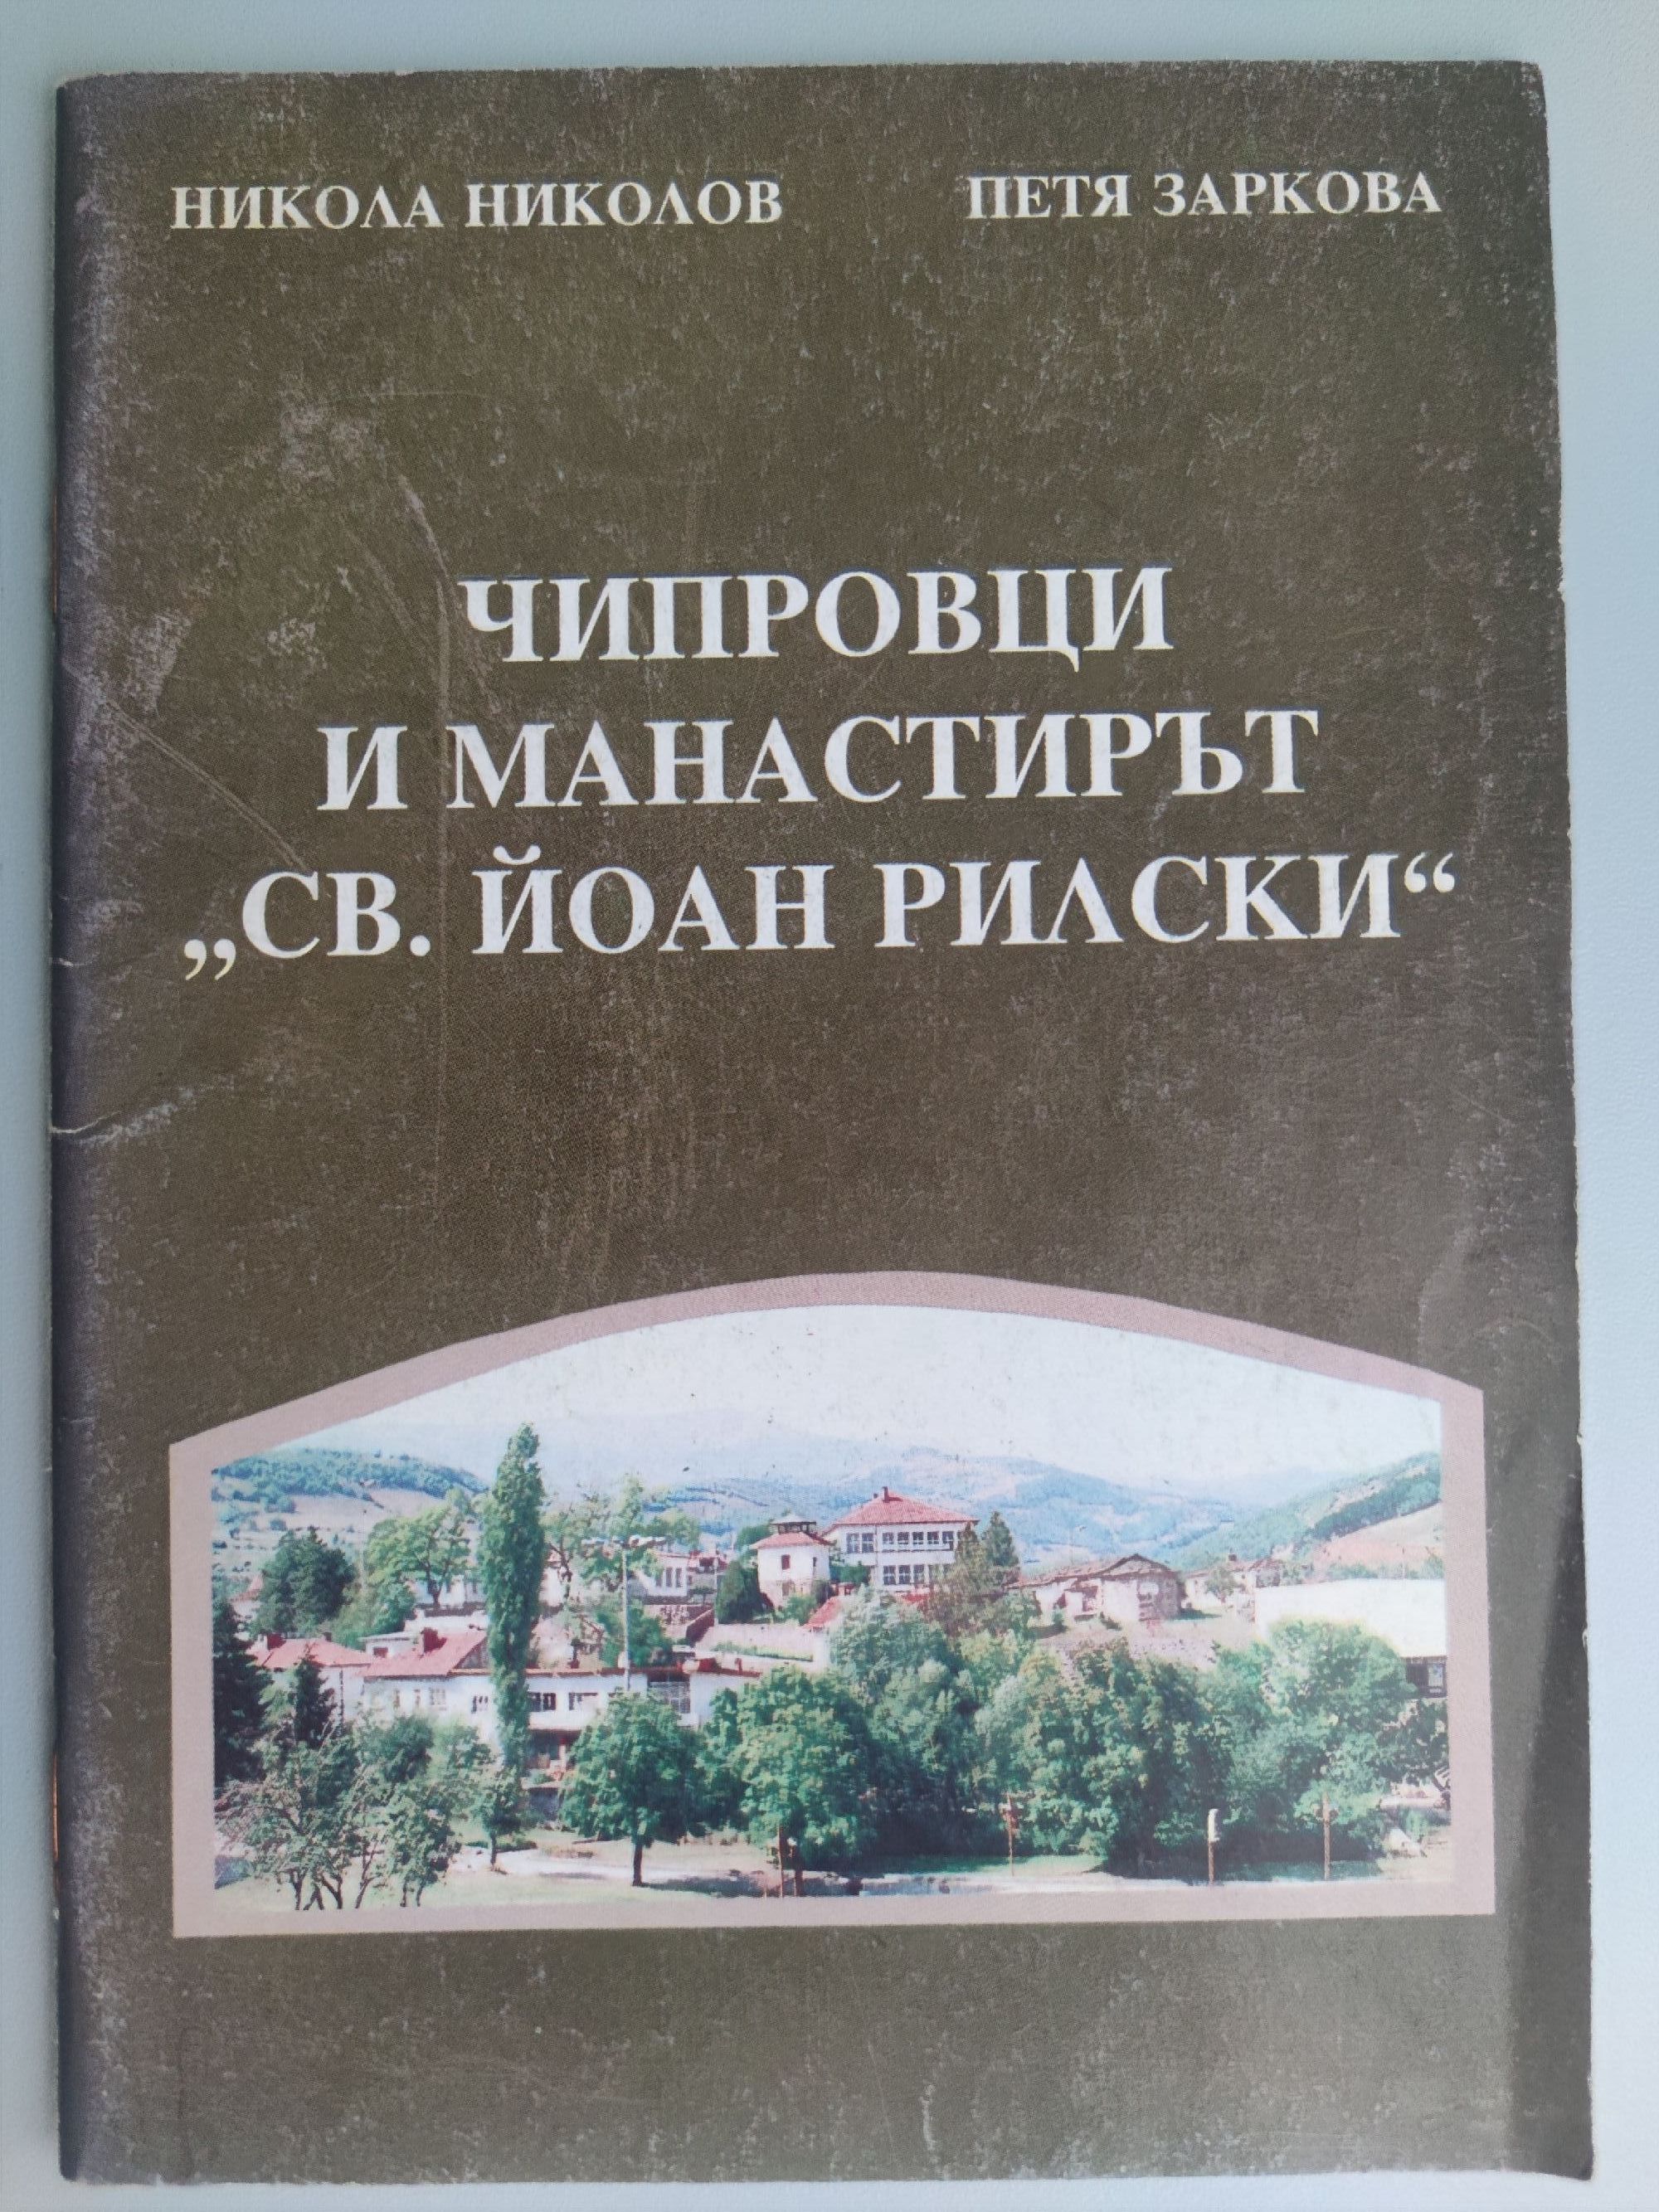 НИКОЛА НИКОЛОВ ПЕТЯ ЗАРКОВА
ЧИПРОВЦИ
И МАНАСТИРЪТ
„СВ. ЙОАН РИЛСКИ“